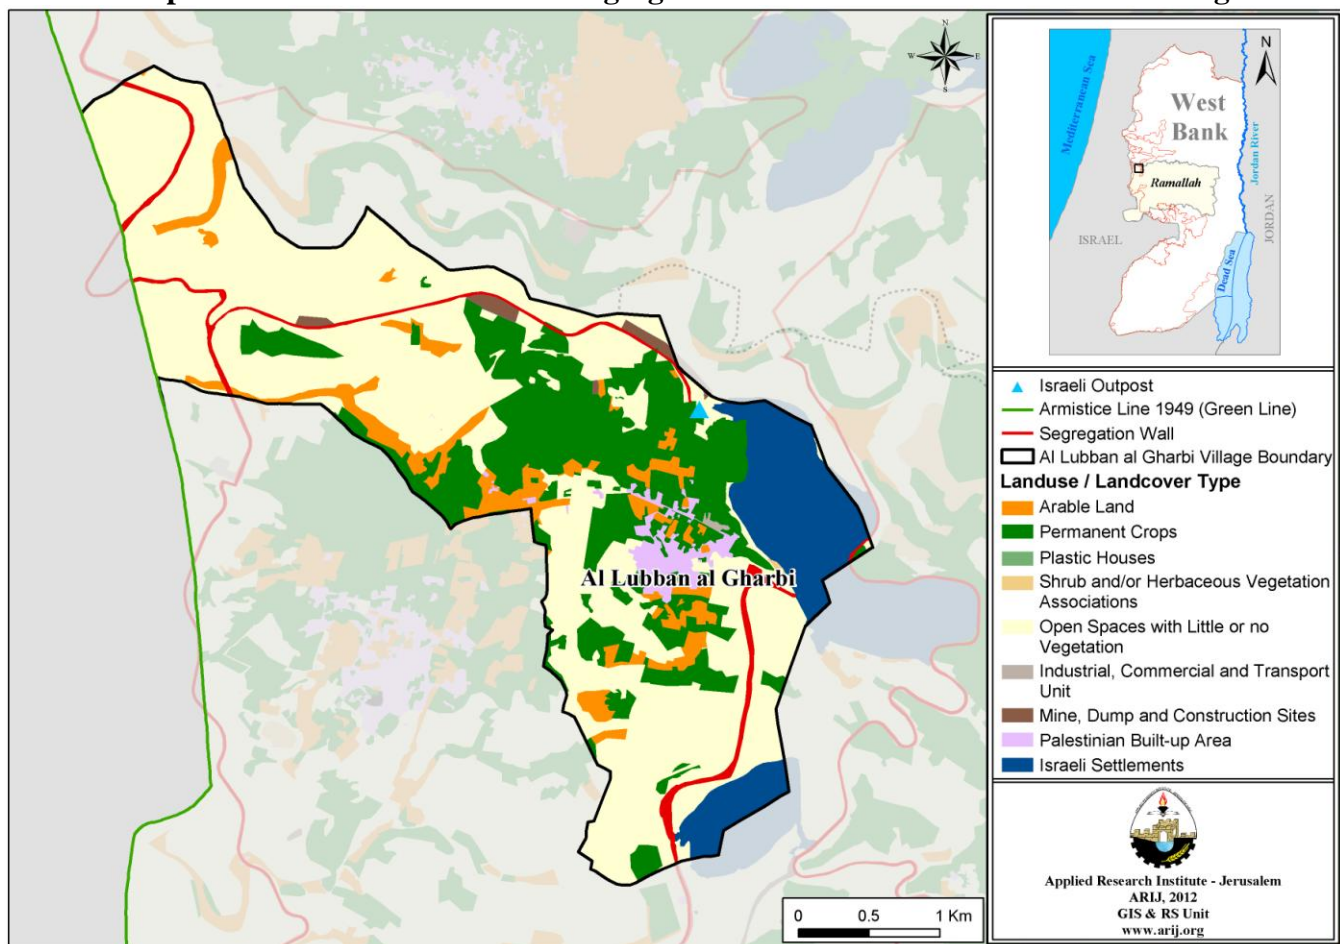 N
W
E
S
Al Lubban al Gharbi
0 0.5 1 Km
N
Mediterranean Sea
West
Bank
Jordan River
Ramallah
ISRAEL
JORDAN
Dead Sea
Israeli Outpost
Armistice Line 1949 (Green Line)
Segregation Wall
Al Lubban al Gharbi Village Boundary
Landuse / Landcover Type
Arable Land
Permanent Crops
Plastic Houses
Shrub and/or Herbaceous Vegetation
Associations
Open Spaces with Little or no
Vegetation
Industrial, Commercial and Transport
Unit
Mine, Dump and Construction Sites
Palestinian Built-up Area
Israeli Settlements
Applied Research Institute - Jerusalem
ARIJ, 2012
GIS & RS Unit
www.arij.org